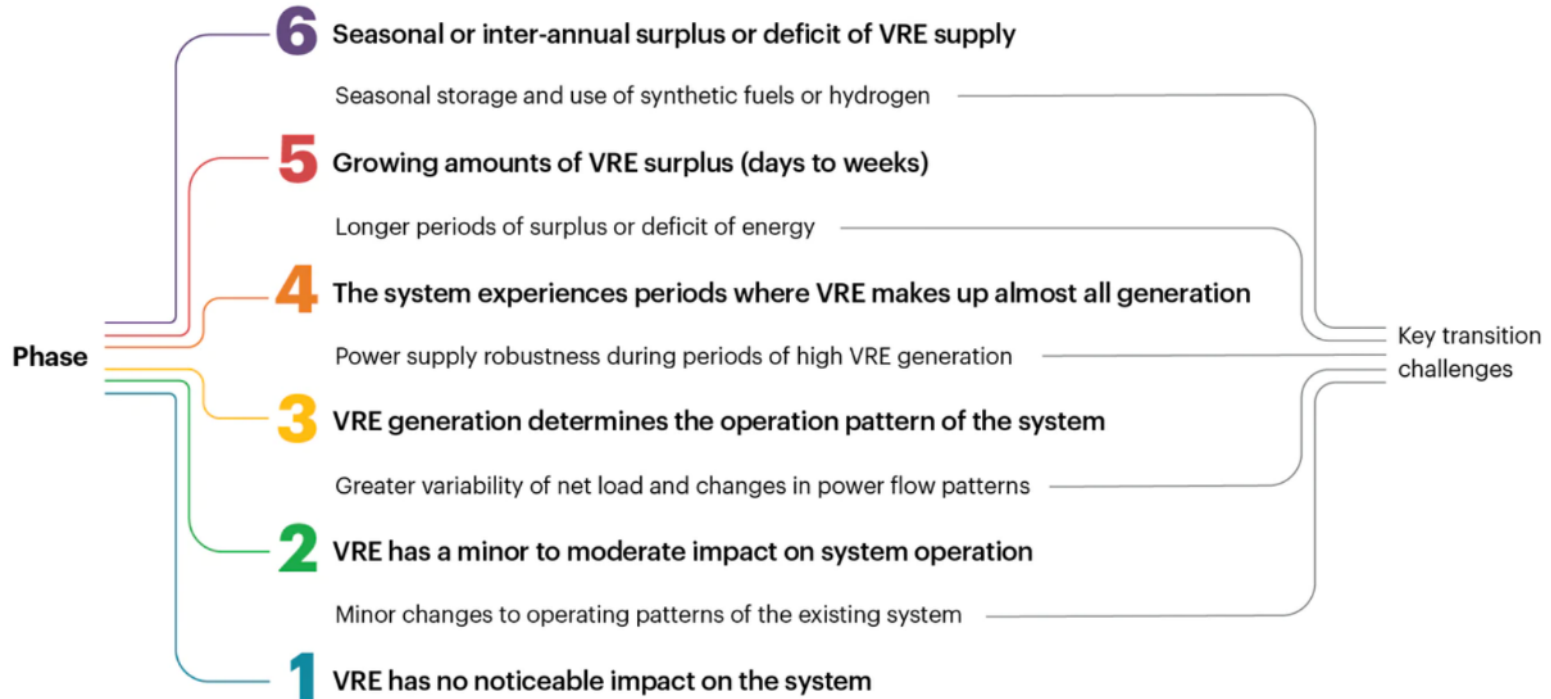 6 Seasonal or inter-annual surplus or deficit of VRE supply
Seasonal storage and use of synthetic fuels or hydrogen
5 Growing amounts of VRE surplus (days to weeks)
Longer periods of surplus or deficit of energy
4 The system experiences periods where VRE makes up almost all generation
Phase
Power supply robustness during periods of high VRE generation
Key transition
challenges
3 VRE generation determines the operation pattern of the system
Greater variability of net load and changes in power flow patterns
2 VRE has a minor to moderate impact on system operation
Minor changes to operating patterns of the existing system
1 VRE has no noticeable impact on the system